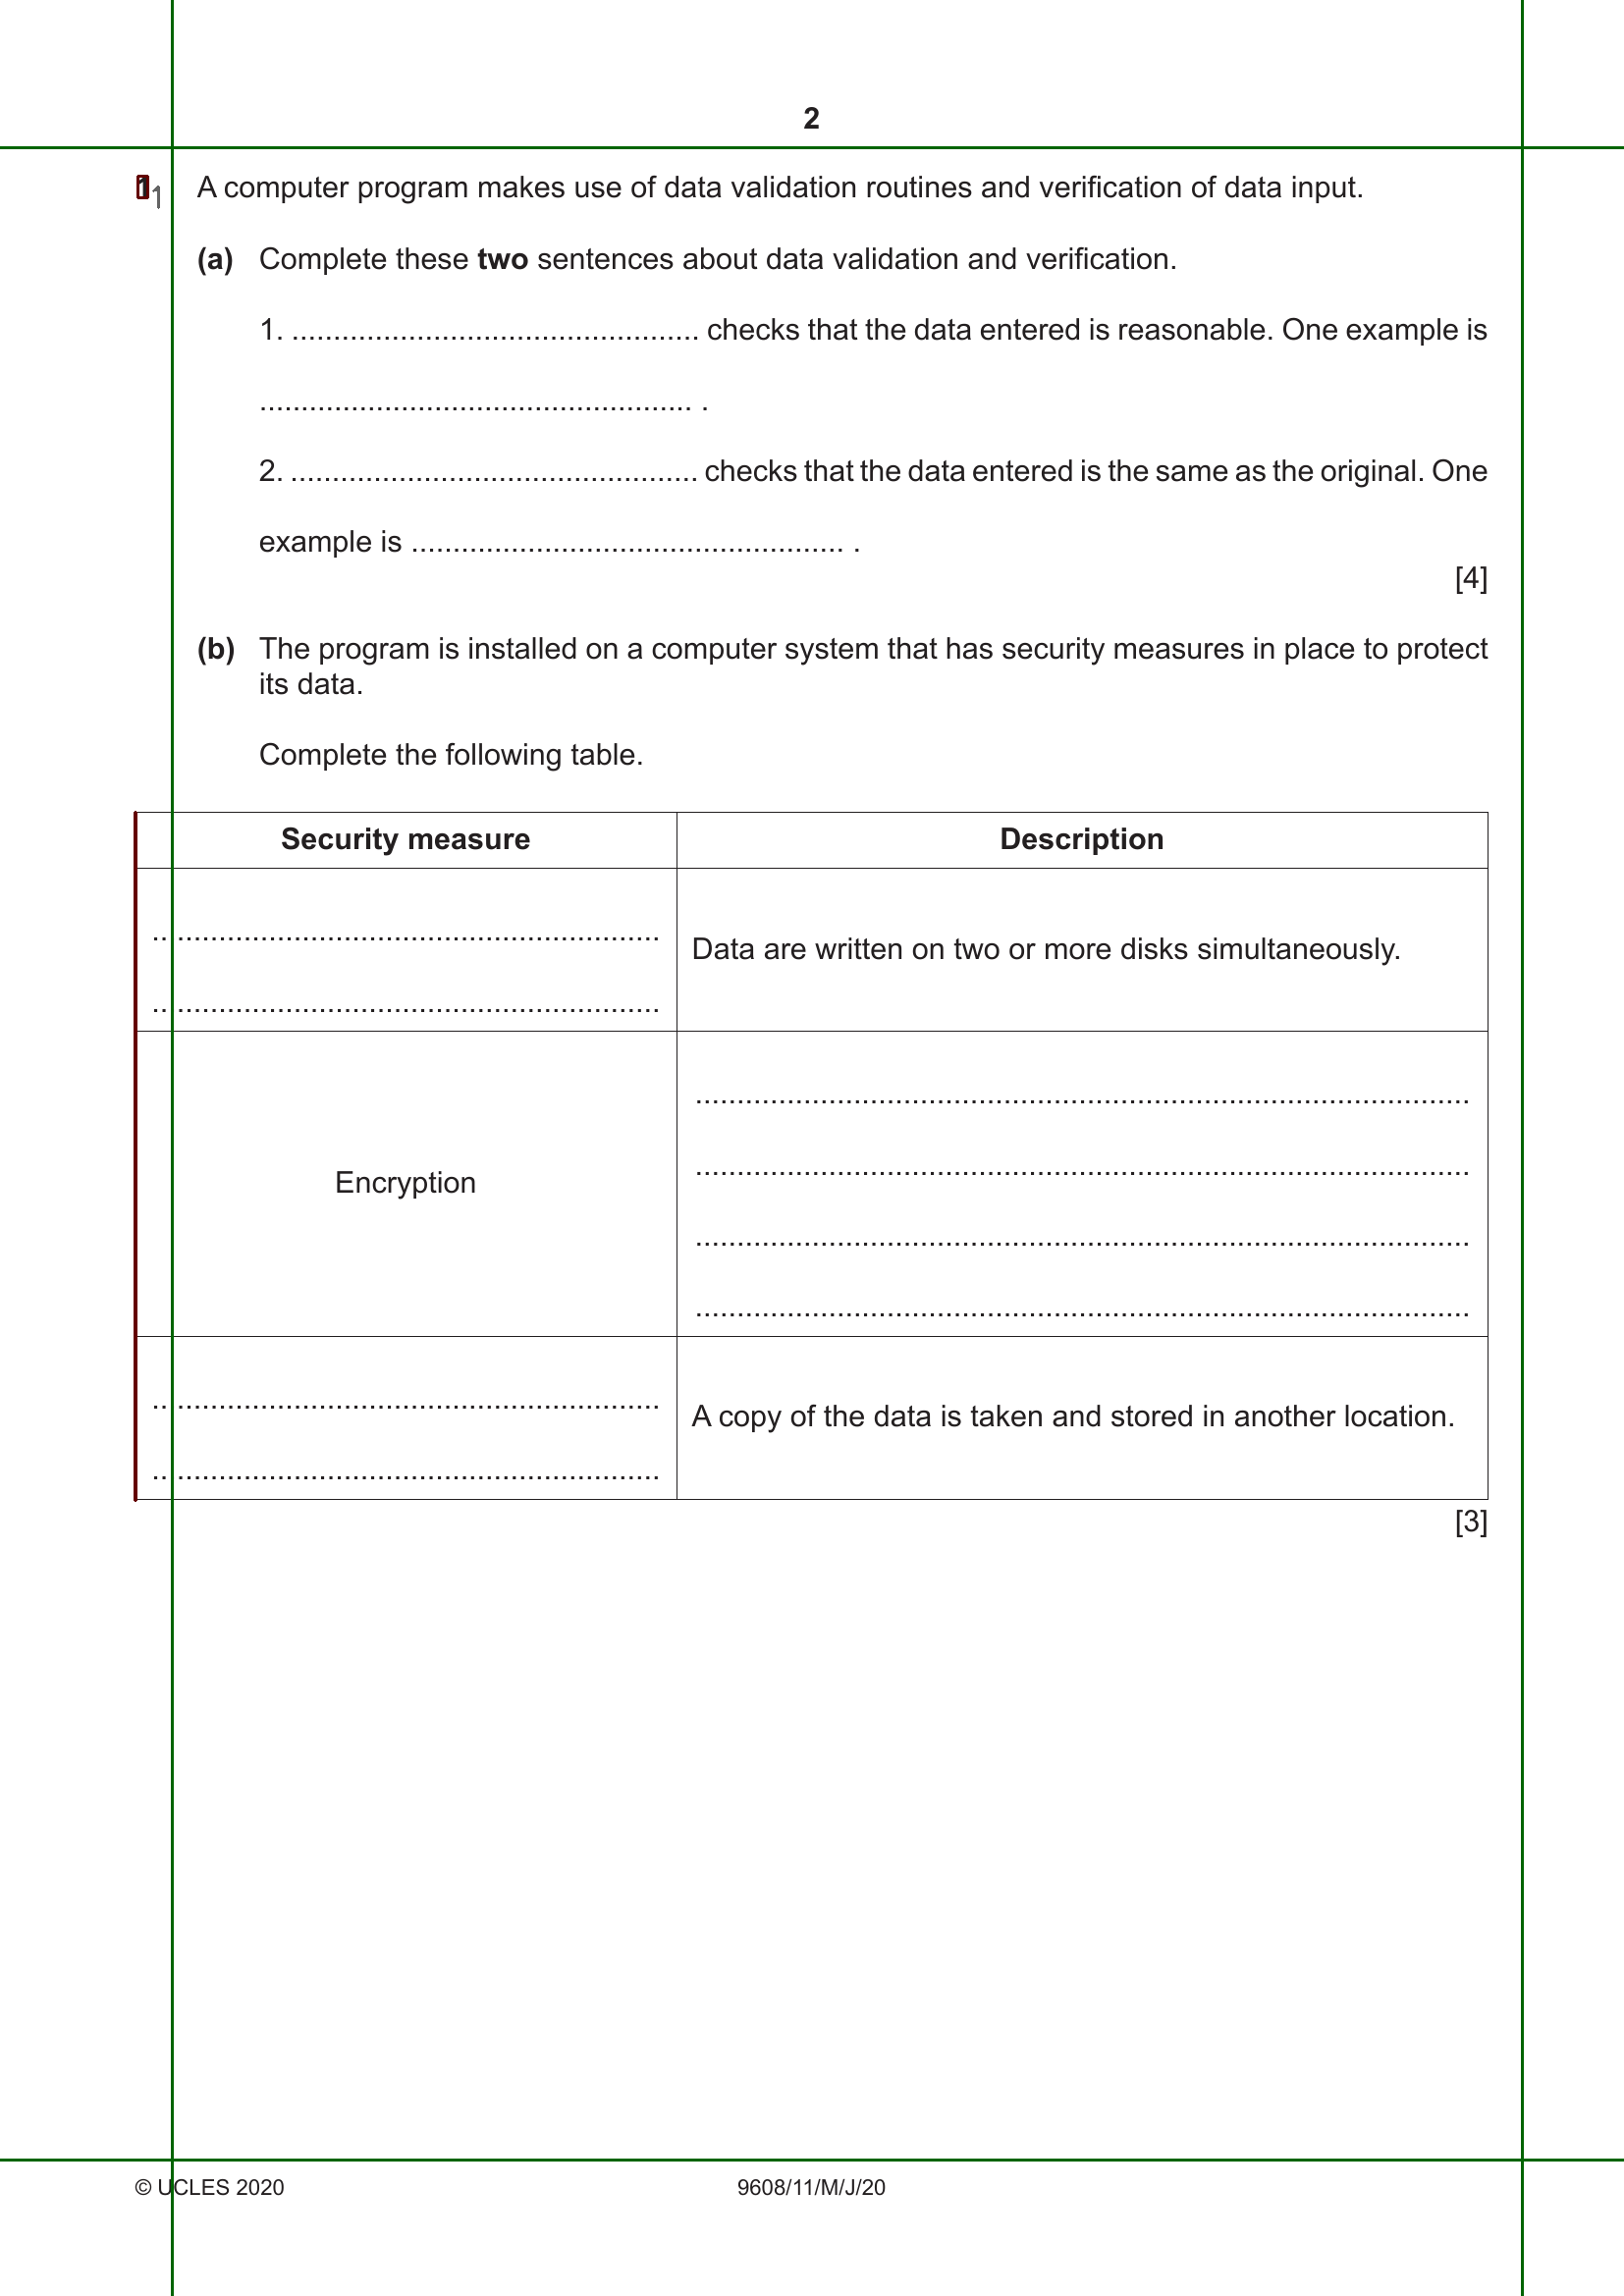 2
1 1 A computer program makes use of data validation routines and verification of data input.
(a) Complete these two sentences about data validation and verification.
1. ................................................. checks that the data entered is reasonable. One example is
.................................................... .
2. ................................................. checks that the data entered is the same as the original. One
example is .................................................... .
[4]
(b) The program is installed on a computer system that has security measures in place to protect
its data.
Complete the following table.
Security measure Description
.............................................................
Data are written on two or more disks simultaneously.
.............................................................
Encryption
.............................................................................................
.............................................................................................
.............................................................................................
.............................................................................................
.............................................................
A copy of the data is taken and stored in another location.
.............................................................
[3]
© UCLES 2020 9608/11/M/J/20